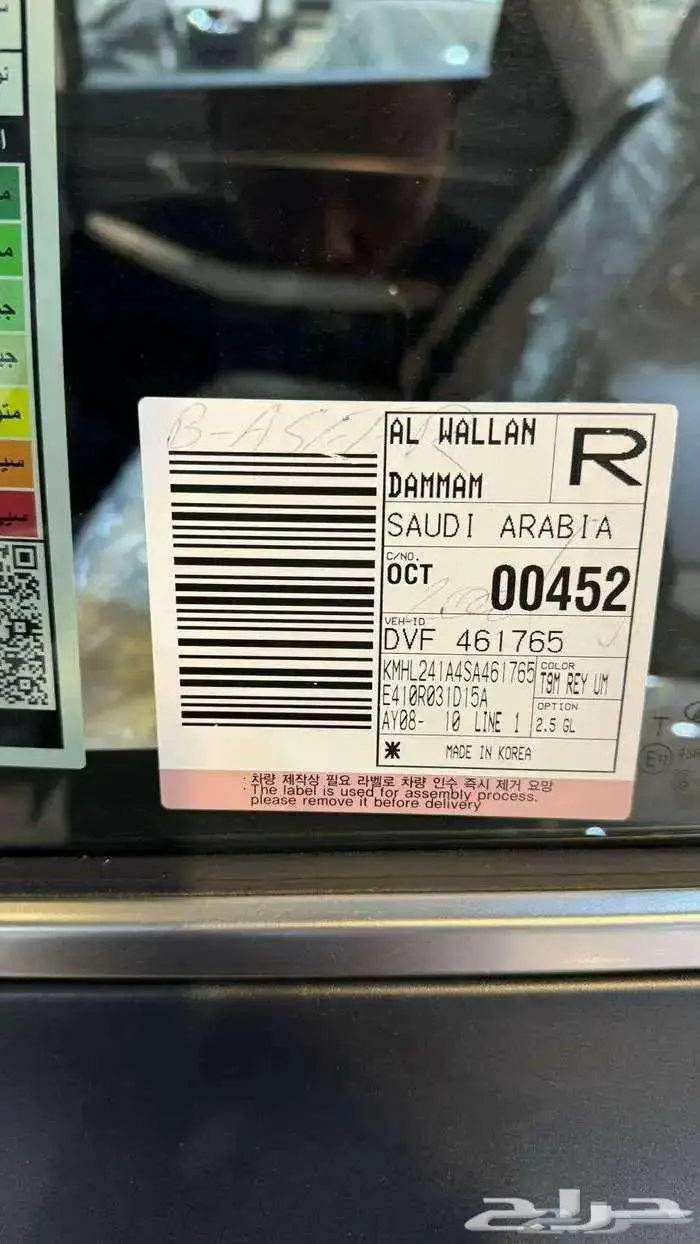 B-ASFAR
AL WALLAN
R
DAMMAM
SAUDI ARABIA
C/NO.
OCT 00452
VEH-ID
DVF 461765
KMHL241A4SA461765
E410R031D15A
AY08- 10 LINE 1
COLOR
T9M REY UM
OPTION
2.5 GL
MADE IN KOREA
· 차량 제작상 필요 라벨로 차량 인수 즉시 제거 요망
· The label is used for assembly process.
please remove it before delivery
حراج